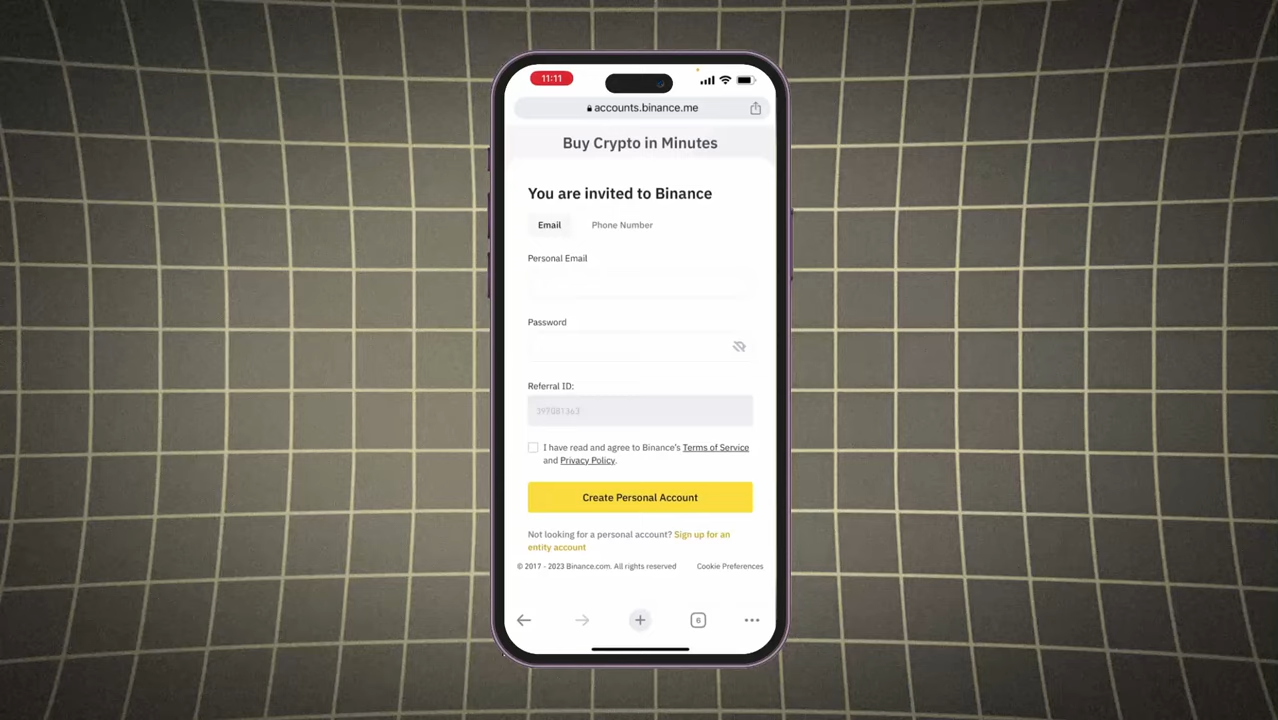 11:11
accounts.binance.me
Buy Crypto in Minutes
You are invited to Binance
Email Phone Number
Personal Email
Password
Referral ID:
397081363
I have read and agree to Binance's Terms of Service
and Privacy Policy.
Create Personal Account
Not looking for a personal account? Sign up for an
entity account
© 2017 - 2023 Binance.com. All rights reserved Cookie Preferences
6